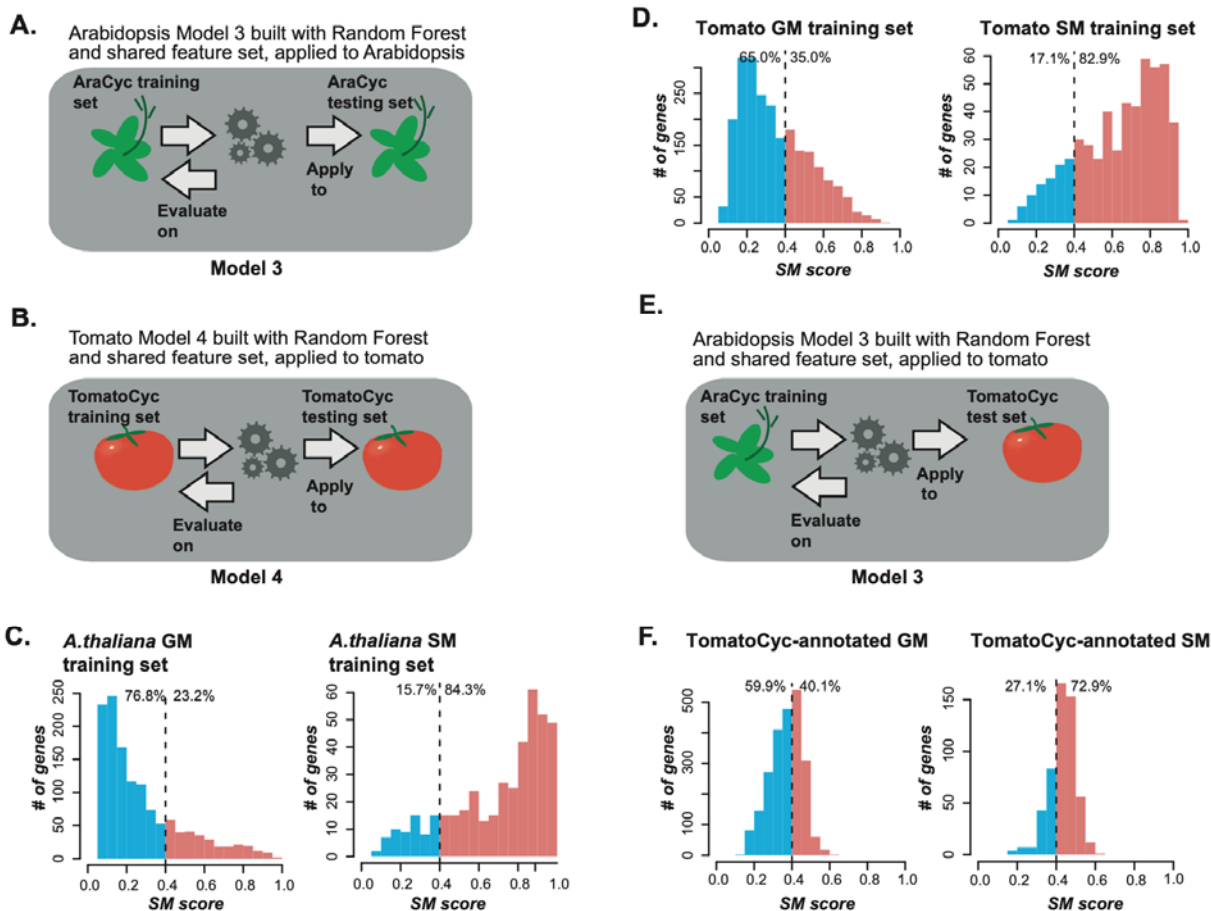 A.
Arabidopsis Model 3 built with Random Forest
and shared feature set, applied to Arabidopsis
AraCyc training
set
AraCyc
testing set
Apply
to
Evaluate
on
Model 3
B.
Tomato Model 4 built with Random Forest
and shared feature set, applied to tomato
TomatoCyc
training set
TomatoCyc
testing set
Apply
to
Evaluate
on
Model 4
C.
A.thaliana GM
training set
76.8% 23.2%
# of genes
0 50 100 150 200 250
0.0 0.2 0.4 0.6 0.8 1.0
SM score
A.thaliana SM
training set
15.7% 84.3%
# of genes
0 10 20 30 40 50 60
0.0 0.2 0.4 0.6 0.8 1.0
SM score
D.
Tomato GM training set
65.0% 35.0%
# of genes
0 50 150 250
0.0 0.2 0.4 0.6 0.8 1.0
SM score
Tomato SM training set
17.1% 82.9%
# of genes
0 10 20 30 40 50 60
0.0 0.2 0.4 0.6 0.8 1.0
SM score
E.
Arabidopsis Model 3 built with Random Forest
and shared feature set, applied to tomato
AraCyc training
set
TomatoCyc
test set
Apply
to
Evaluate
on
Model 3
F.
TomatoCyc-annotated GM
59.9% 40.1%
# of genes
0 100 300 500
0.0 0.2 0.4 0.6 0.8 1.0
SM score
TomatoCyc-annotated SM
27.1% 72.9%
# of genes
0 50 100 150
0.0 0.2 0.4 0.6 0.8 1.0
SM score